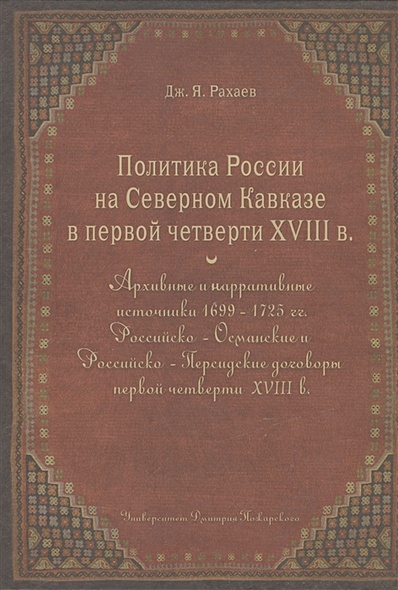 Дж. Я. Рахаев
Политика России
на Северном Кавказе
в первой четверти XVIII в.
Архивные и нарративные
источники 1699 - 1725 гг.
Российско - Османские и
Российско - Персидские договоры
первой четверти XVIII в.
Университет Дмитрия Пожарского